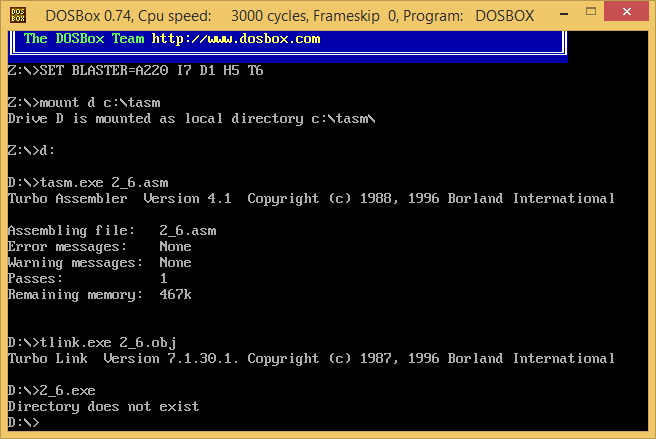 DOSBox 0.74, Cpu speed: 3000 cycles, Frameskip 0, Program: DOSBOX
The DOSBox Team http://www.dosbox.com
Z:\>SET BLASTER=A220 I7 D1 H5 T6
Z:\>mount d c:\tasm
Drive D is mounted as local directory c:\tasm\
Z:\>d:
D:\>tasm.exe 2_6.asm
Turbo Assembler Version 4.1 Copyright (c) 1988, 1996 Borland International
Assembling file: 2_6.asm
Error messages: None
Warning messages: None
Passes: 1
Remaining memory: 467k
D:\>tlink.exe 2_6.obj
Turbo Link Version 7.1.30.1. Copyright (c) 1987, 1996 Borland International
D:\>2_6.exe
Directory does not exist
D:\>